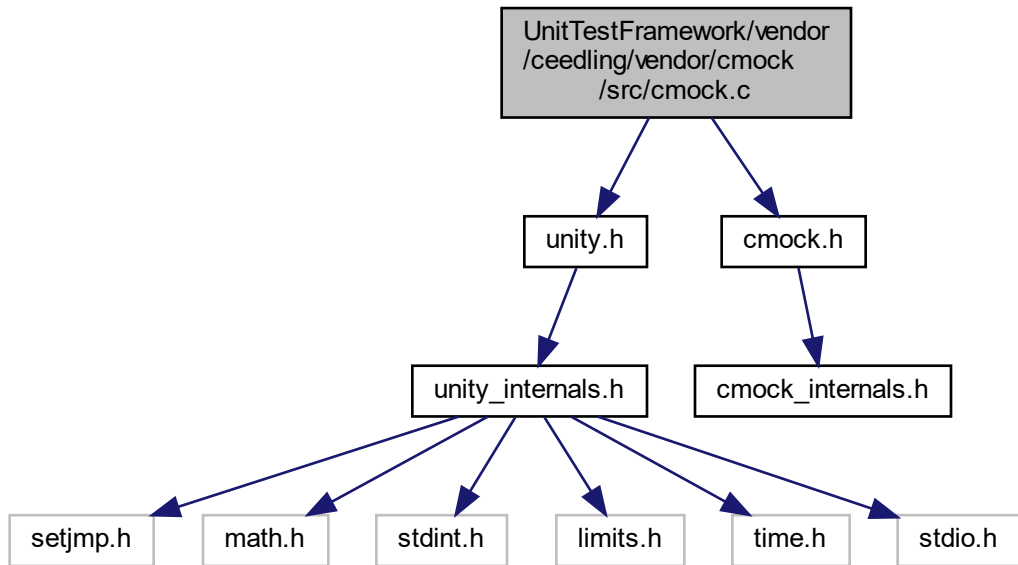 UnitTestFramework/vendor
/ceedling/vendor/cmock
/src/cmock.c
unity.h
cmock.h
unity_internals.h
cmock_internals.h
setjmp.h
math.h
stdint.h
limits.h
time.h
stdio.h